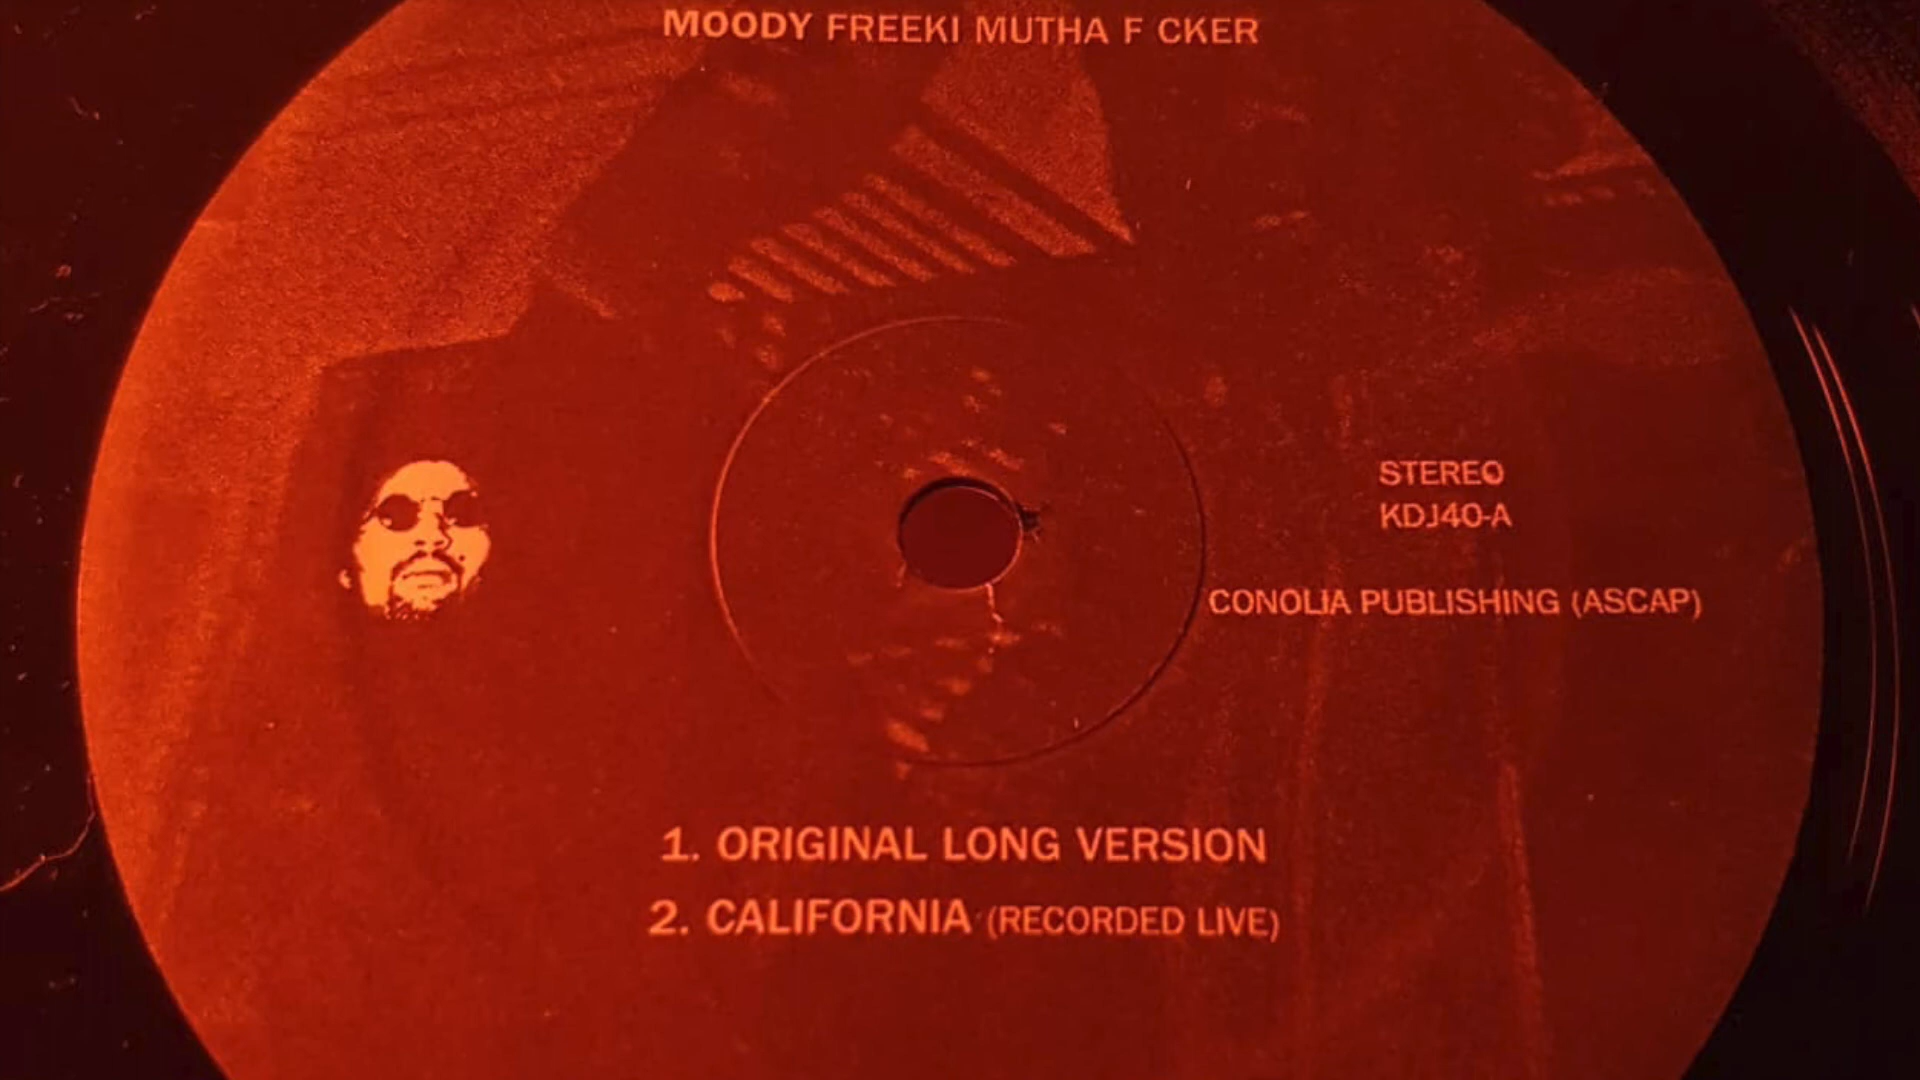 MOODY FREEKI MUTHA F CKER
STEREO
KDJ40-A
CONOLIA PUBLISHING (ASCAP)
1. ORIGINAL LONG VERSION
2. CALIFORNIA (RECORDED LIVE)